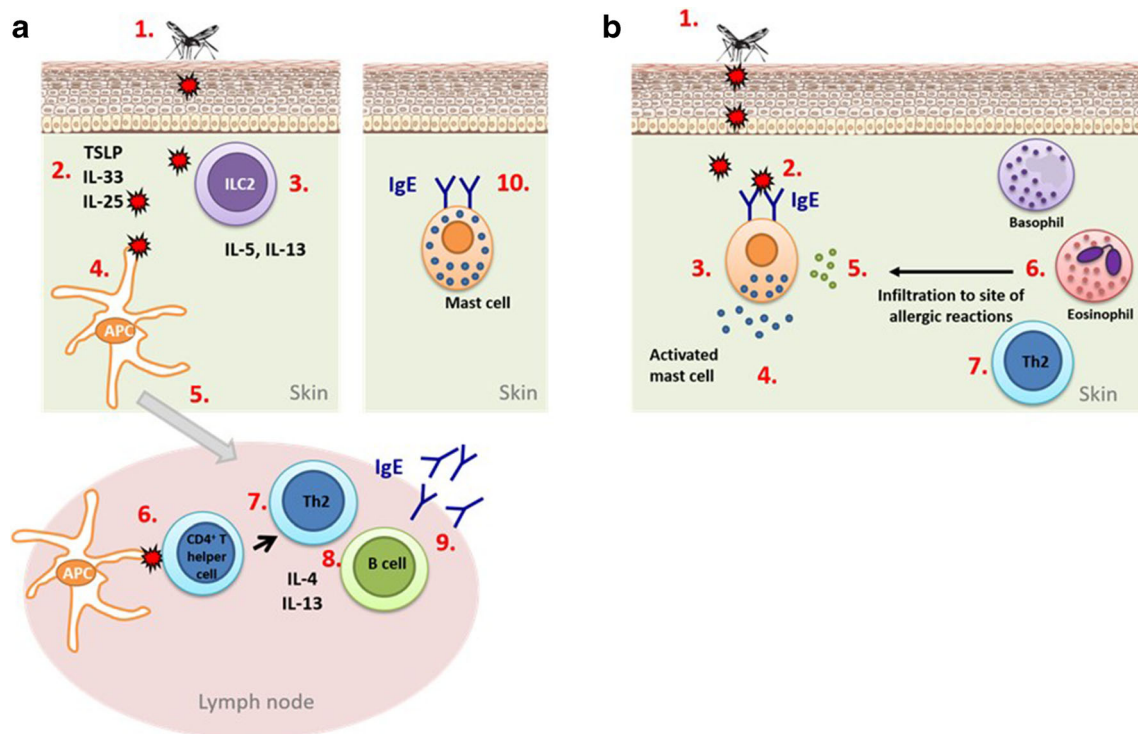 a
1.
2.
TSLP
IL-33
IL-25
ILC2
3.
IL-5, IL-13
4.
APC
5.
Skin
IgE
10.
Mast cell
Skin
6.
APC
CD4⁺ T
helper
cell
7.
Th2
IL-4
IL-13
8.
B cell
IgE
9.
Lymph node
b
1.
2.
IgE
3.
Activated
mast cell
4.
5.
Basophil
6.
Infiltration to site of
allergic reactions
Eosinophil
7.
Th2
Skin